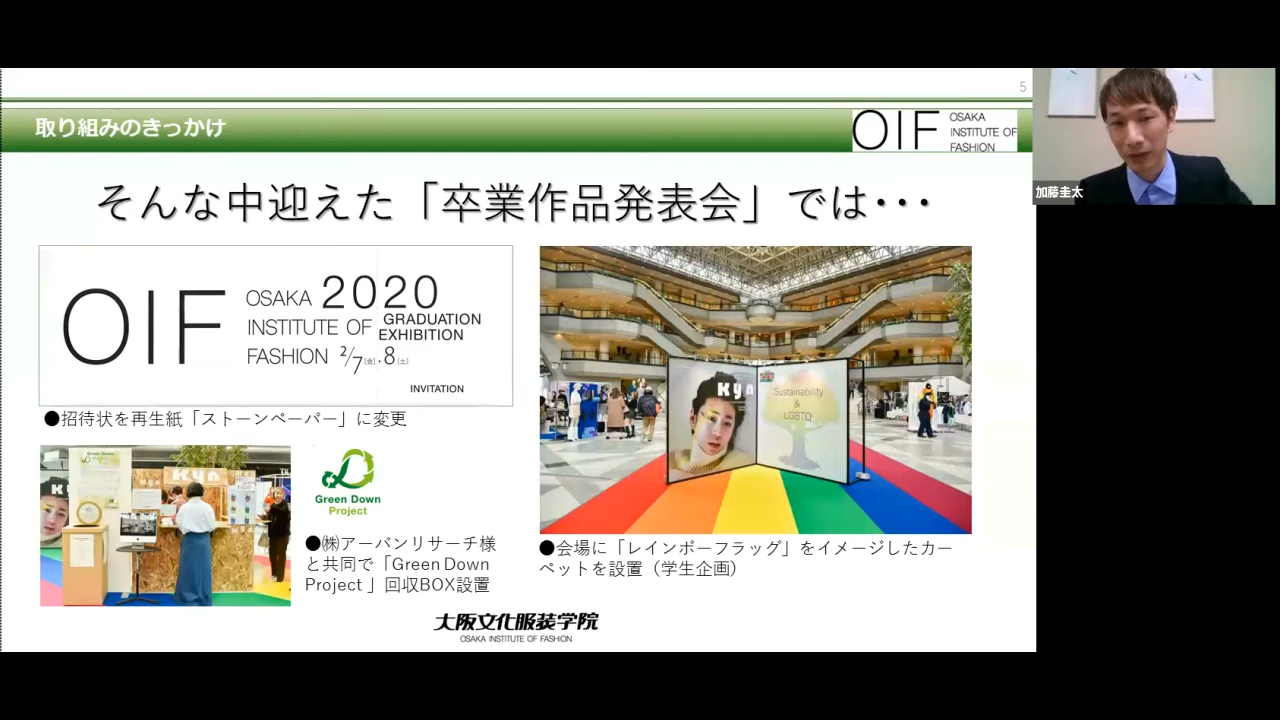 5
取り組みのきっかけ
OIF OSAKA
INSTITUTE OF
FASHION
加藤圭太
そんな中迎えた「卒業作品発表会」では・・・
OIF OSAKA 2020
INSTITUTE OF GRADUATION
EXHIBITION
FASHION 2/7[金].8[土]
INVITATION
●招待状を再生紙「ストーンペーパー」に変更
Kyn
Sustainability
&
LGBTQ
Kyn
Green Down
Project
●㈱アーバンリサーチ様
と共同で「Green Down
Project 」回収BOX設置
●会場に「レインボーフラッグ」をイメージしたカー
ペットを設置（学生企画）
大阪文化服装学院
OSAKA INSTITUTE OF FASHION